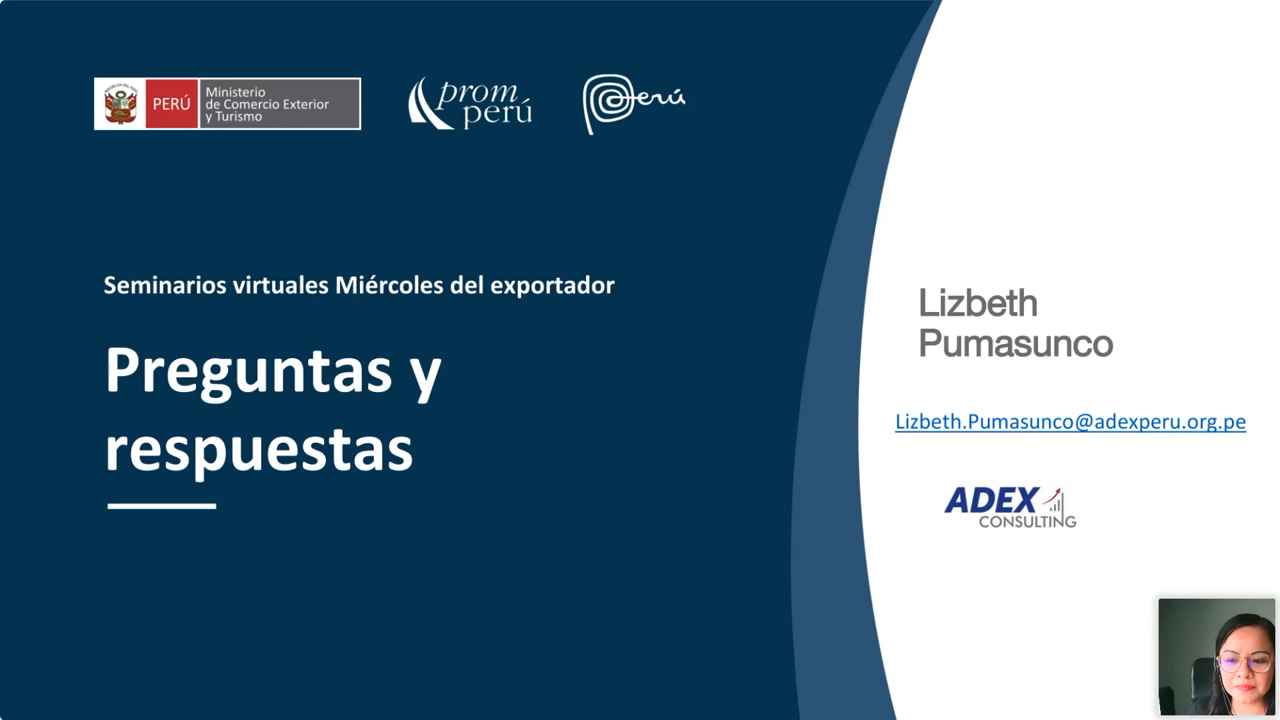 PERÚ
Ministerio
de Comercio Exterior
y Turismo
prom
perú
Perú
Seminarios virtuales Miércoles del exportador
Preguntas y
respuestas
Lizbeth
Pumasunco
Lizbeth.Pumasunco@adexperu.org.pe
ADEX
CONSULTING